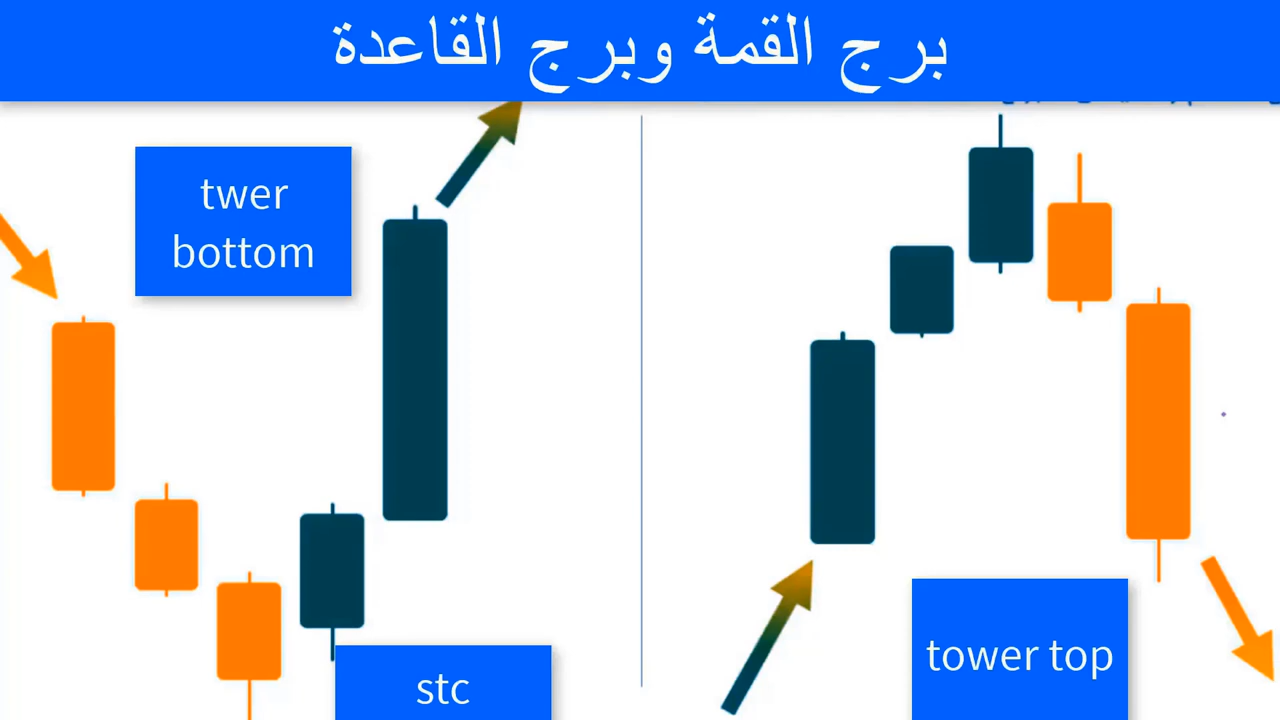 برج القمة وبرج القاعدة
twer
bottom
stc
tower top